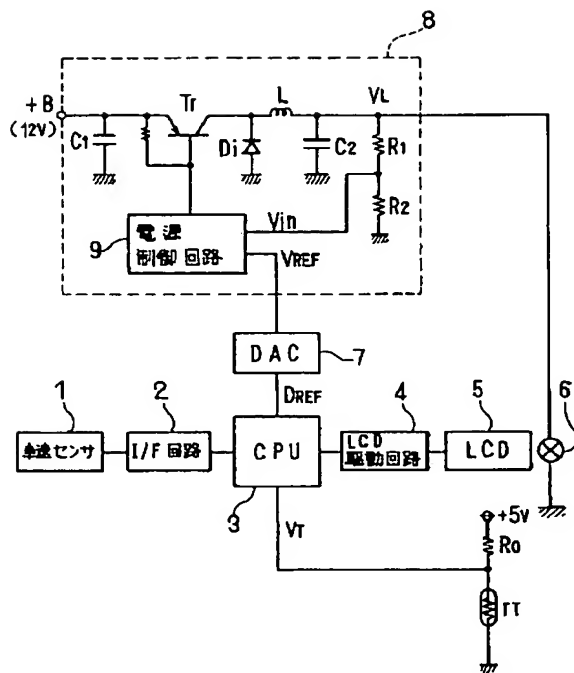 8
+B
(12V)
Tr
L
VL
C1
Di
C2
R1
R2
Vin
VREF
9
電源
制御回路
DAC
7
DREF
1
2
4
5
6
車速センサ
I/F回路
CPU
LCD
駆動回路
LCD
3
VT
+5V
R0
rT